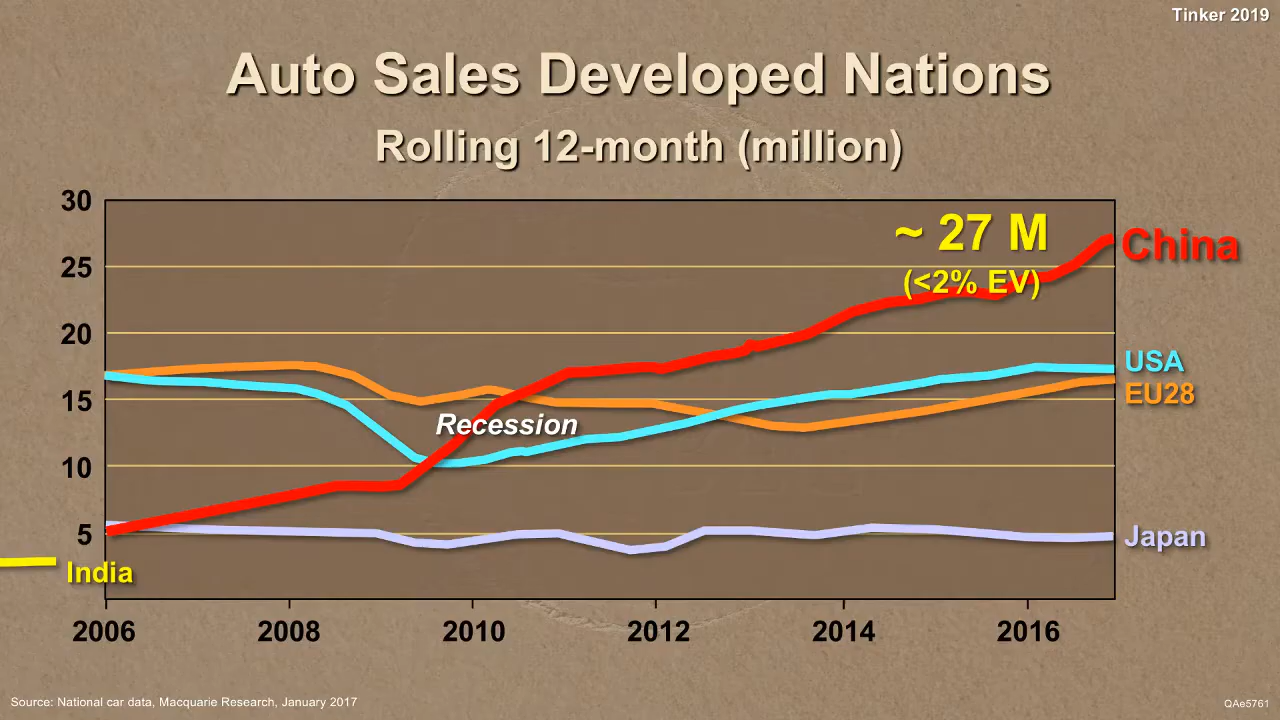 Tinker 2019
Auto Sales Developed Nations
Rolling 12-month (million)
30
~ 27 M
China
25
(<2% EV)
20
USA
15
EU28
Recession
10
5
Japan
India
2006 2008 2010 2012 2014 2016
Source: National car data, Macquarie Research, January 2017
QAe5761